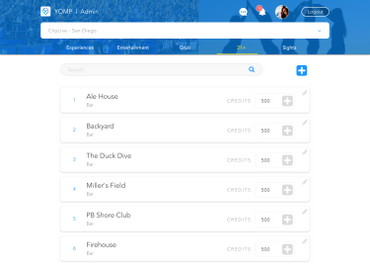 YOMP | Admin
Logout
CityLive - San Diego
Experiences
Entertainment
21+
Sights
Search
1 Ale House CREDITS 500
Bar
2 Backyard CREDITS 500
Bar
3 The Duck Dive CREDITS 500
Bar
4 Miller's Field CREDITS 500
Bar
5 PB Shore Club CREDITS 500
Bar
6 Firehouse CREDITS 500
Bar